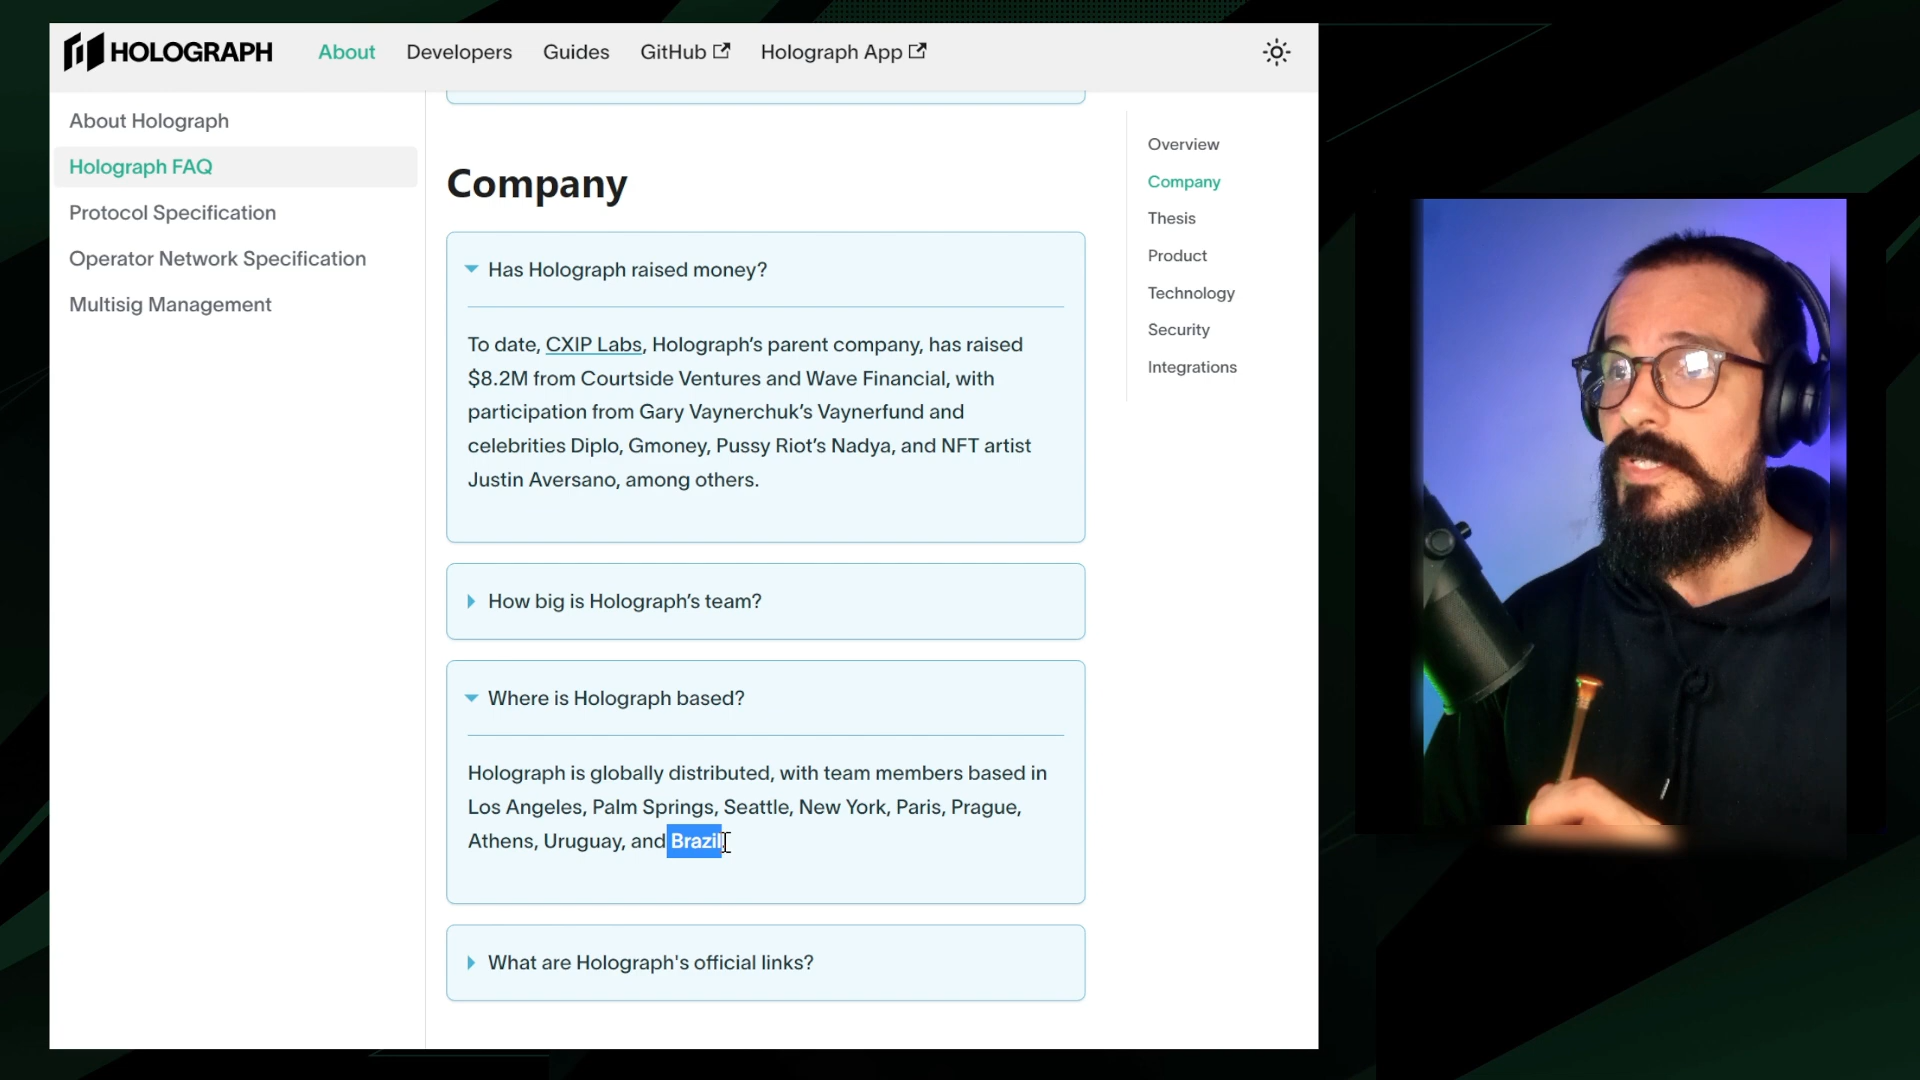 HOLOGRAPH
About
Developers
Guides
GitHub
Holograph App
About Holograph
Holograph FAQ
Protocol Specification
Operator Network Specification
Multisig Management
Company
Has Holograph raised money?
To date, CXIP Labs, Holograph’s parent company, has raised
$8.2M from Courtside Ventures and Wave Financial, with
participation from Gary Vaynerchuk’s Vaynerfund and
celebrities Diplo, Gmoney, Pussy Riot’s Nadya, and NFT artist
Justin Aversano, among others.
How big is Holograph’s team?
Where is Holograph based?
Holograph is globally distributed, with team members based in
Los Angeles, Palm Springs, Seattle, New York, Paris, Prague,
Athens, Uruguay, and Brazil.
What are Holograph's official links?
Overview
Company
Thesis
Product
Technology
Security
Integrations